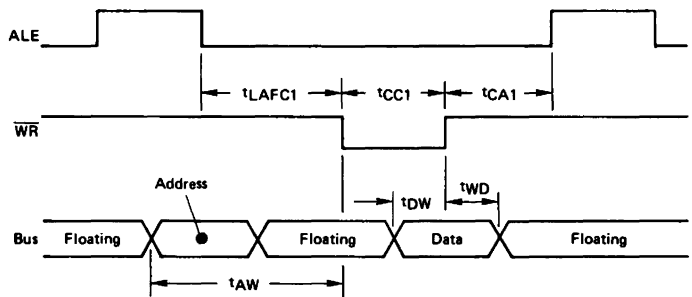 ALE
tLAFC1 tCC1 tCA1
WR
Address
tDW tWD
Bus Floating Floating Data Floating
tAW